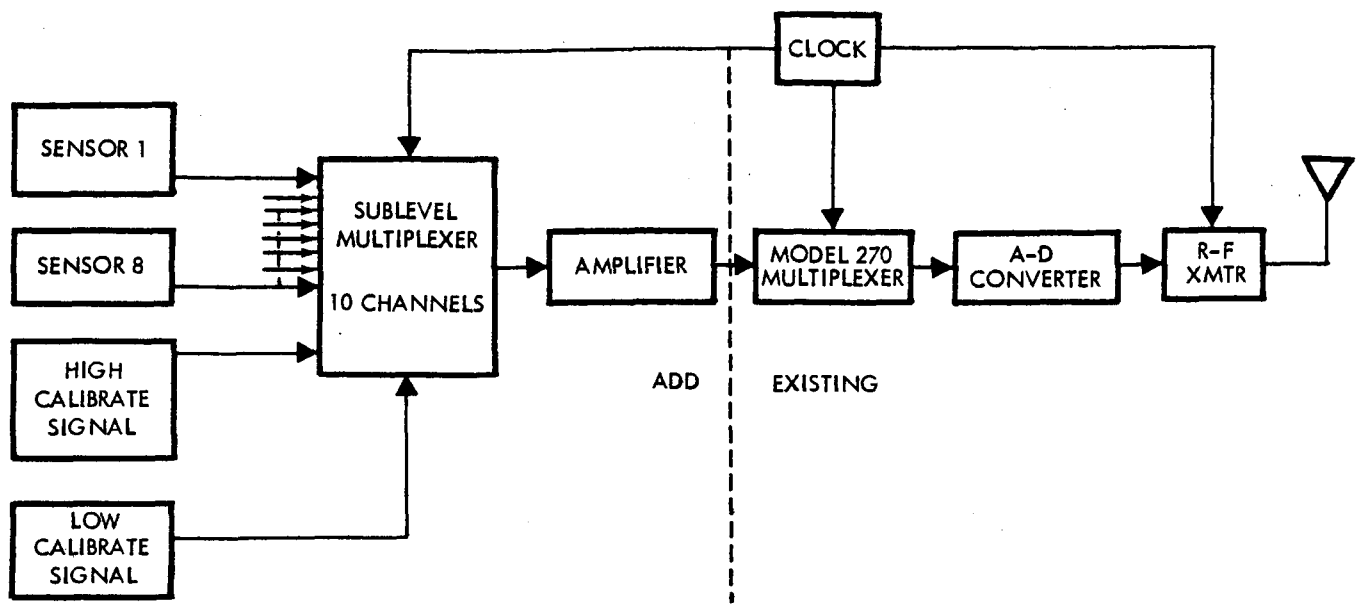 CLOCK
SENSOR 1
SENSOR 8
HIGH
CALIBRATE
SIGNAL
LOW
CALIBRATE
SIGNAL
SUBLEVEL
MULTIPLEXER
10 CHANNELS
AMPLIFIER
MODEL 270
MULTIPLEXER
A-D
CONVERTER
R-F
XMTR
ADD
EXISTING